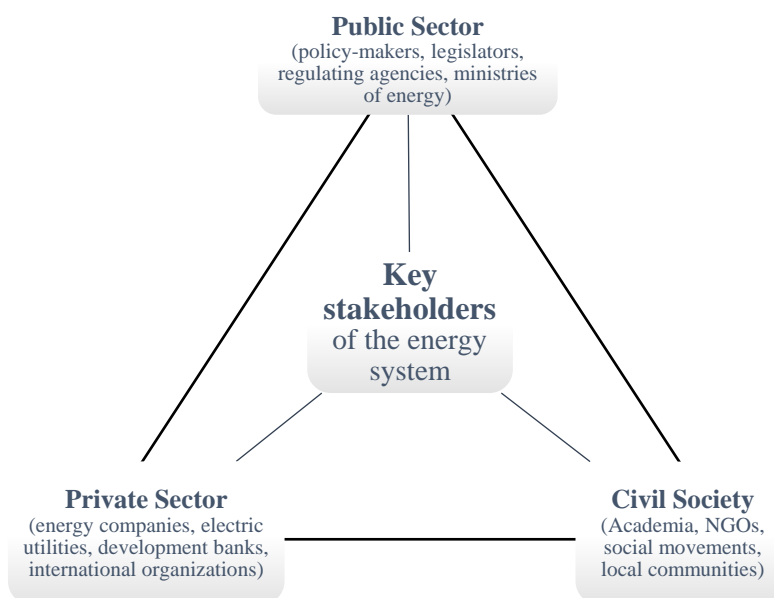 Public Sector
(policy-makers, legislators,
regulating agencies, ministries
of energy)
Key
stakeholders
of the energy
system
Private Sector
(energy companies, electric
utilities, development banks,
international organizations)
Civil Society
(Academia, NGOs,
social movements,
local communities)